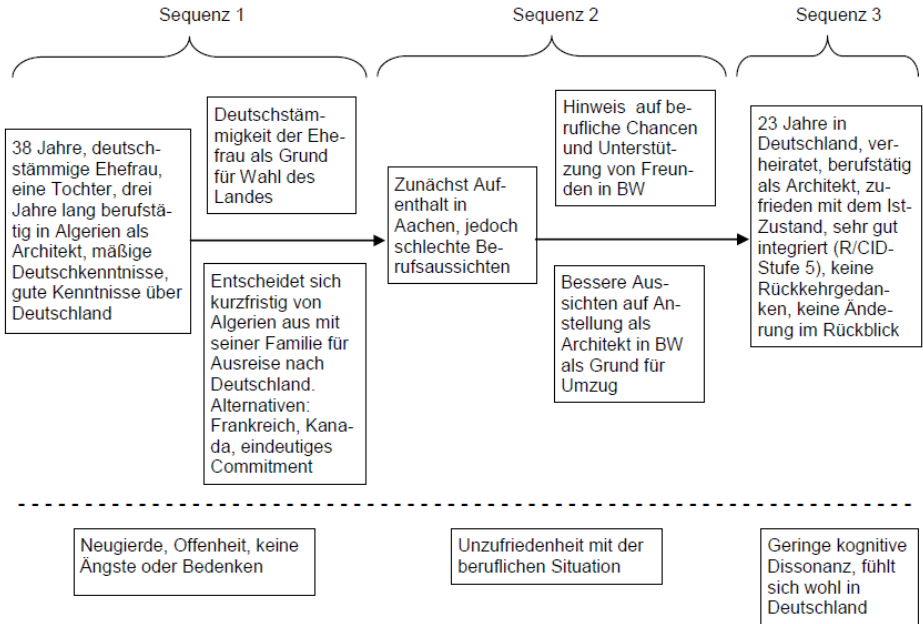 Sequenz 1
Sequenz 2
Sequenz 3
38 Jahre, deutsch-
stämmige Ehefrau,
eine Tochter, drei
Jahre lang berufstä-
tig in Algerien als
Architekt, mäßige
Deutschkenntnisse,
gute Kenntnisse über
Deutschland
Deutschstäm-
migkeit der Ehe-
frau als Grund
für Wahl des
Landes
Entscheidet sich
kurzfristig von
Algerien aus mit
seiner Familie für
Ausreise nach
Deutschland.
Alternativen:
Frankreich, Kana-
da, eindeutiges
Commitment
Zunächst Auf-
enthalt in
Aachen, jedoch
schlechte Be-
rufsaussichten
Hinweis auf be-
rufliche Chancen
und Unterstüt-
zung von Freun-
den in BW
Bessere Aus-
sichten auf An-
stellung als
Architekt in BW
als Grund für
Umzug
23 Jahre in
Deutschland, ver-
heiratet, berufstätig
als Architekt, zu-
frieden mit dem Ist-
Zustand, sehr gut
integriert (R/CID-
Stufe 5), keine
Rückkehrgedan-
ken, keine Ände-
rung im Rückblick
Neugierde, Offenheit, keine
Ängste oder Bedenken
Unzufriedenheit mit der
beruflichen Situation
Geringe kognitive
Dissonanz, fühlt
sich wohl in
Deutschland